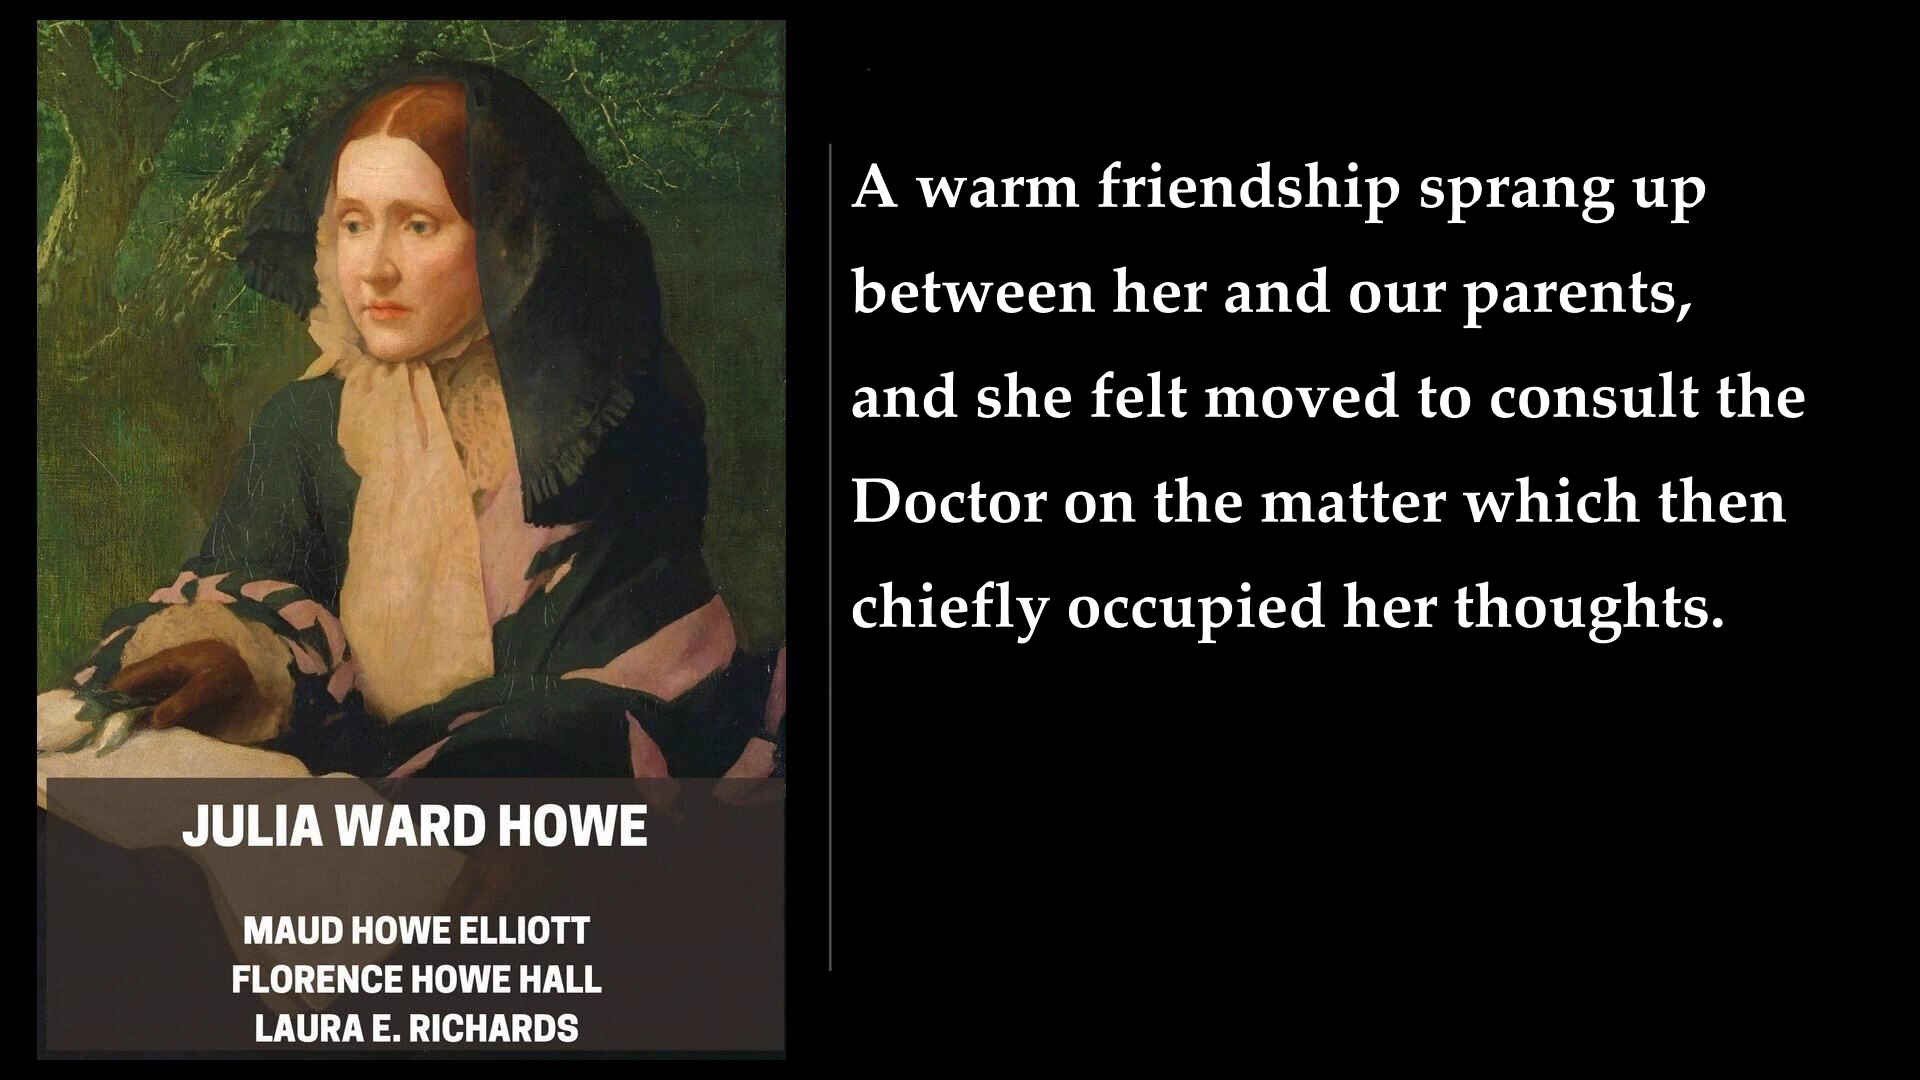 JULIA WARD HOWE
MAUD HOWE ELLIOTT
FLORENCE HOWE HALL
LAURA E. RICHARDS
A warm friendship sprang up
between her and our parents,
and she felt moved to consult the
Doctor on the matter which then
chiefly occupied her thoughts.